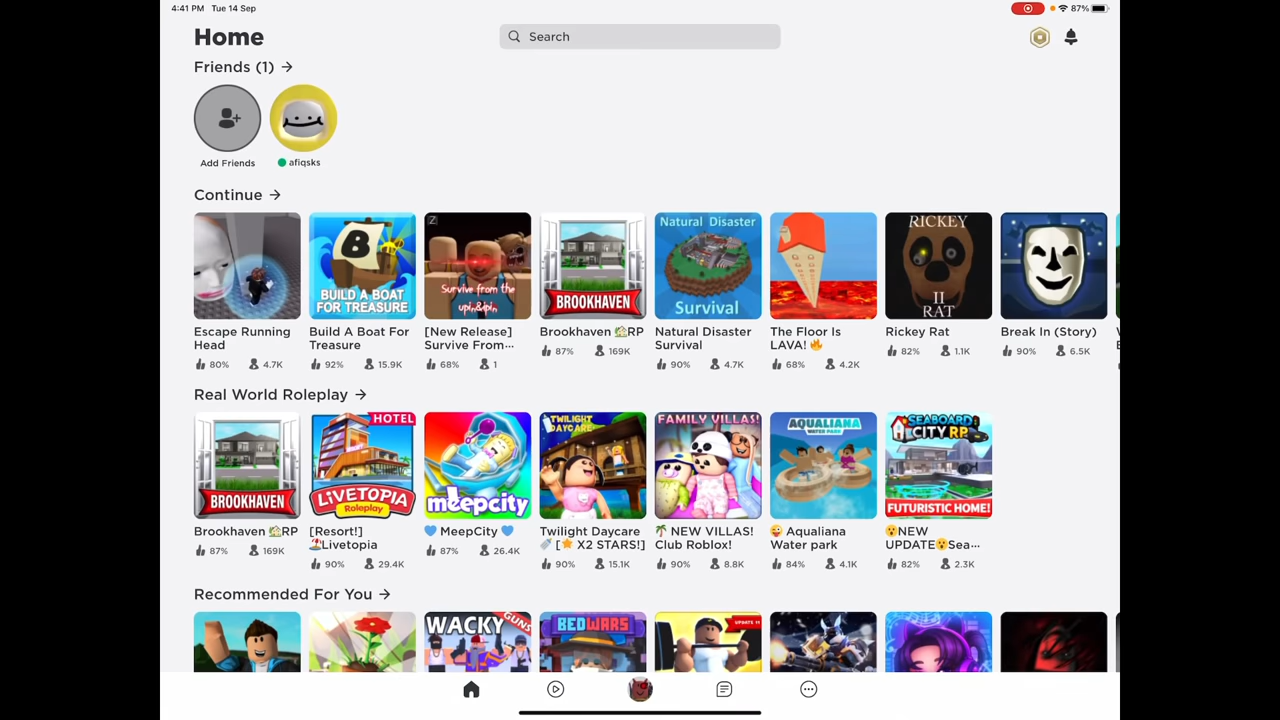 4:41 PM Tue 14 Sep
87%
Home
Search
Friends (1) →
Add Friends
afiqsks
Continue →
B
BUILD A BOAT
FOR TREASURE
Z
Survive from the
upin&ipin
BROOKHAVEN
Natural Disaster
Survival
RICKEY
II
RAT
Escape Running
Head
Build A Boat For
Treasure
[New Release]
Survive From...
Brookhaven 🏡RP
Natural Disaster
Survival
The Floor Is
LAVA! 🔥
Rickey Rat
Break In (Story)
80% 4.7K
92% 15.9K
68% 1
87% 169K
90% 4.7K
68% 4.2K
82% 1.1K
90% 6.5K
Real World Roleplay →
BROOKHAVEN
HOTEL
LIVETOPIA
Roleplay
meepcity
TWILIGHT
DAYCARE
FAMILY VILLAS!
AQUALIANA
WATER PARK
SEABOARD
CITY RP
FUTURISTIC HOME!
Brookhaven 🏡RP
[Resort!]
🏖Livetopia
💙 MeepCity 💙
Twilight Daycare
🍼 [⭐ X2 STARS!]
🌴 NEW VILLAS!
Club Roblox!
😜 Aqualiana
Water park
😮NEW
UPDATE😮Sea...
87% 169K
90% 29.4K
87% 26.4K
90% 15.1K
90% 8.8K
84% 4.1K
82% 2.3K
Recommended For You →
WACKY
GUNS
BEDWARS